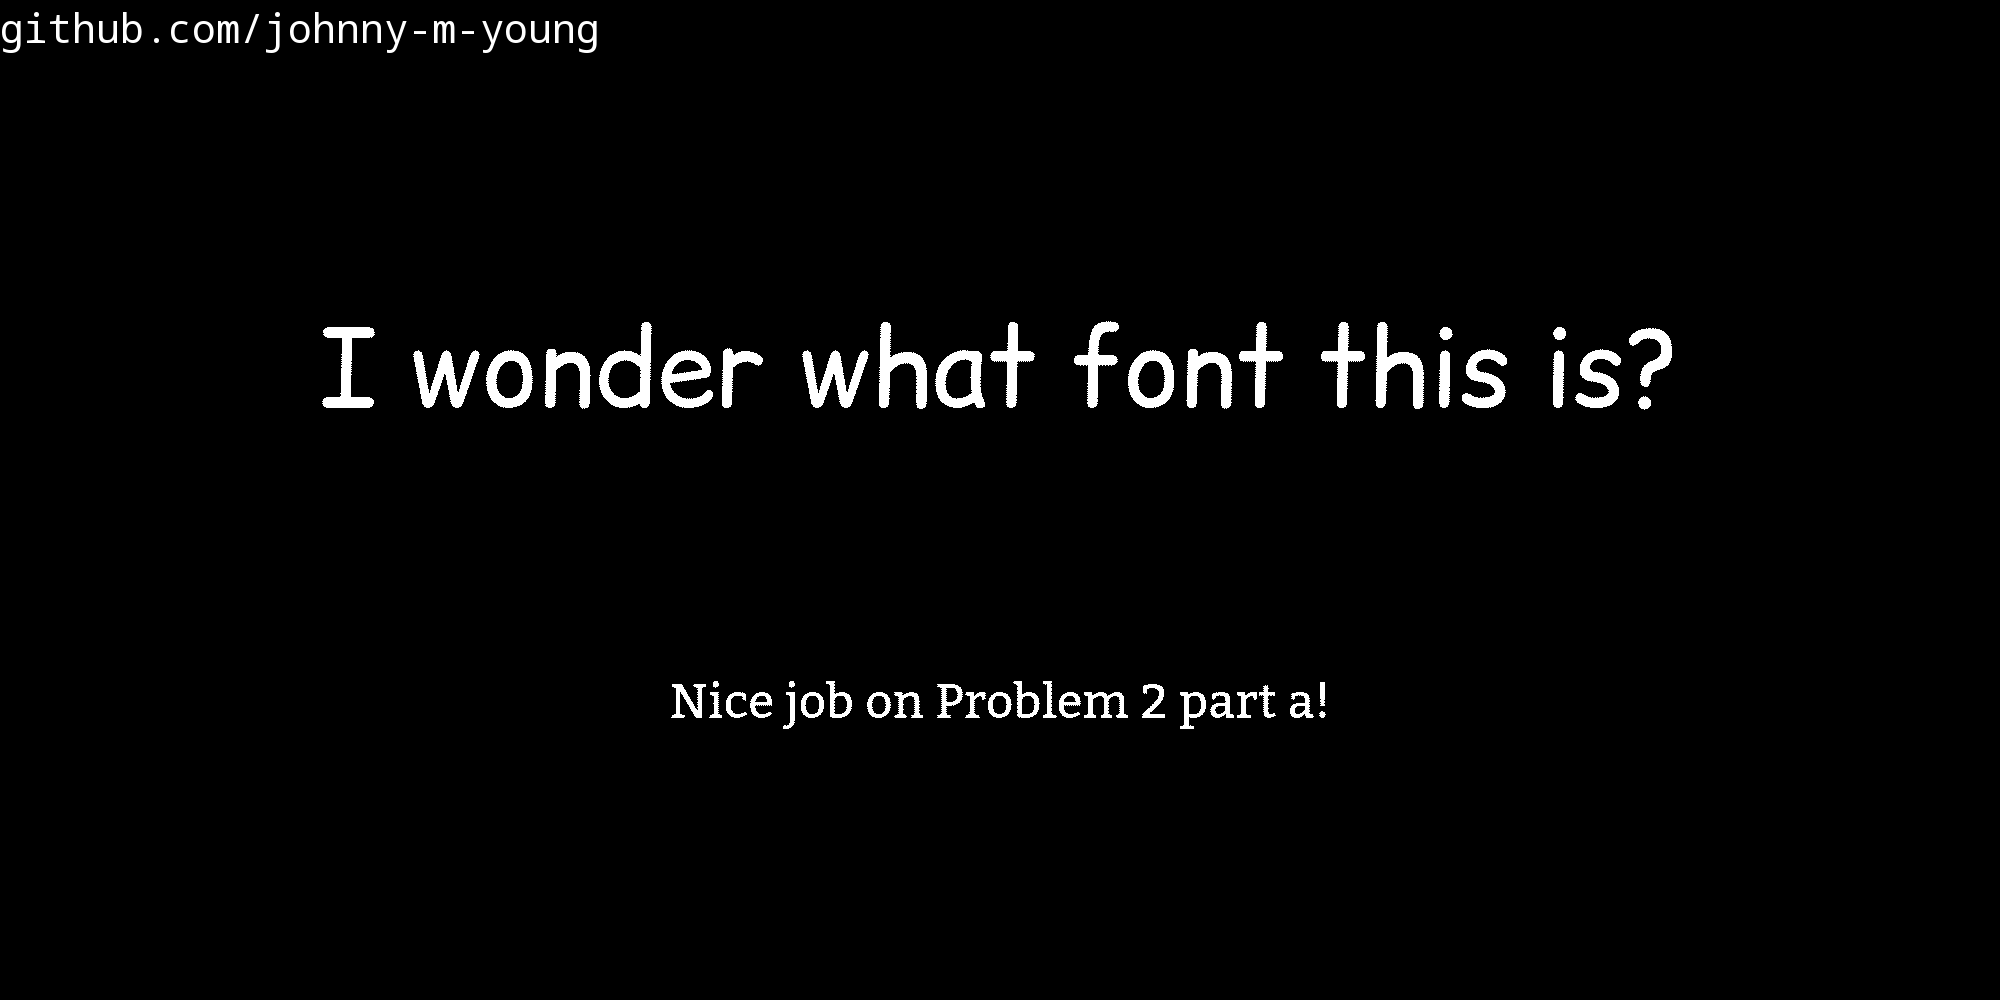 github.com/johnny-m-young
I wonder what font this is?
Nice job on Problem 2 part a!